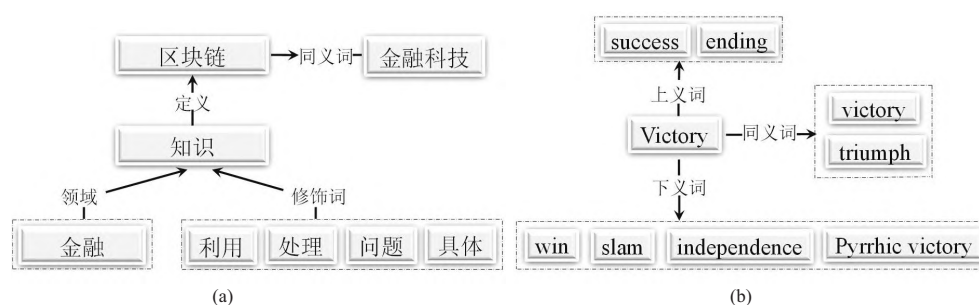 区块链
同义词
金融科技
定义
知识
领域
修饰词
金融
利用
处理
问题
具体
(a)
success
ending
上义词
Victory
同义词
victory
triumph
下义词
win
slam
independence
Pyrrhic victory
(b)